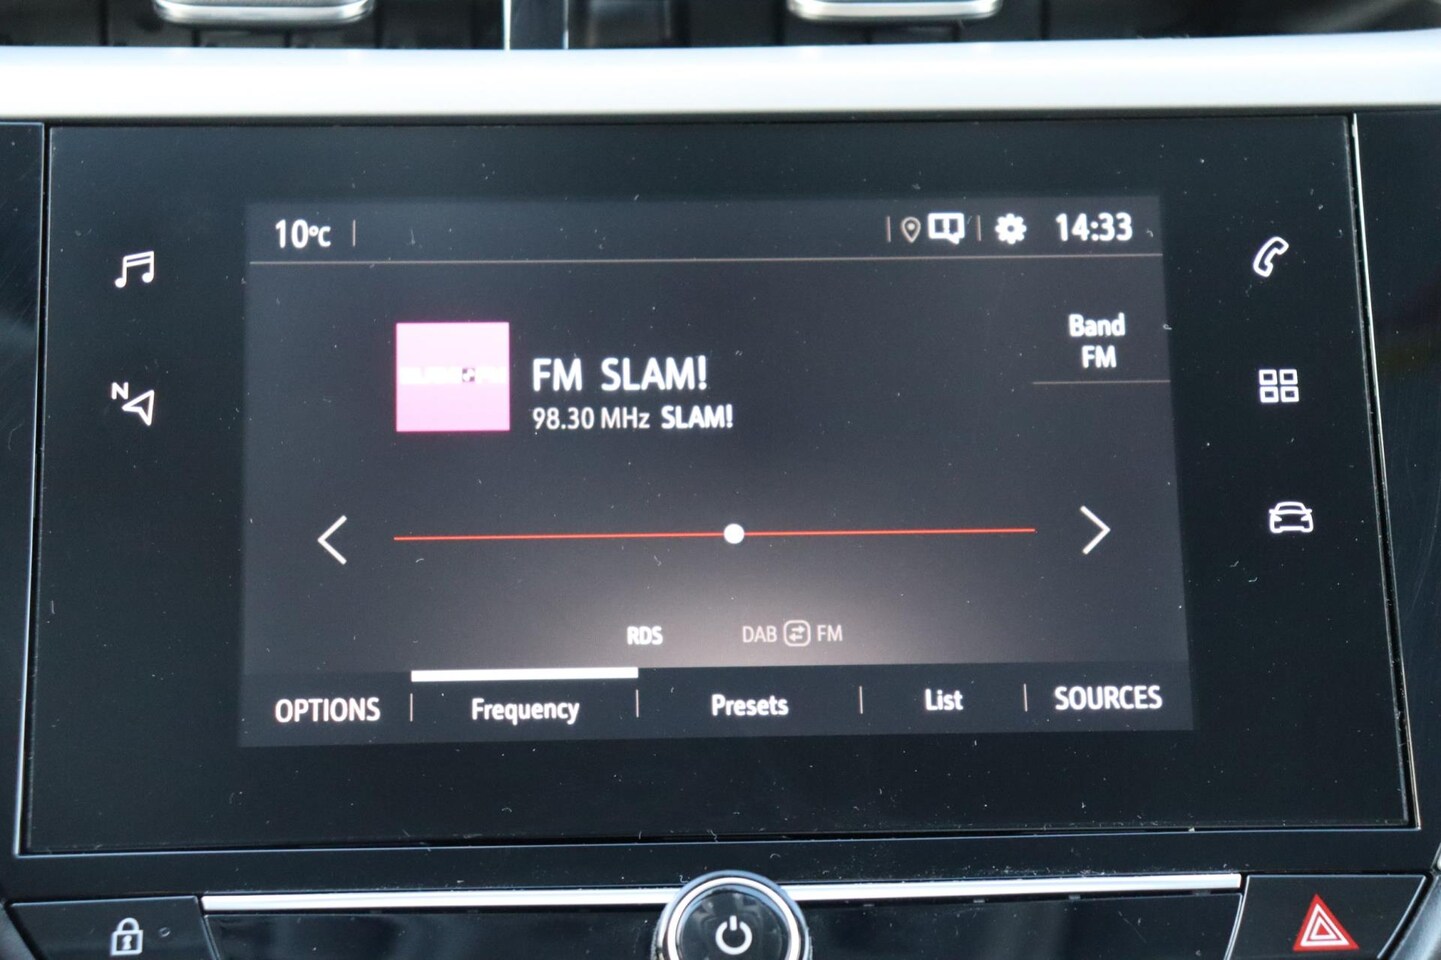 10°C
14:33
Band
FM
FM SLAM!
98.30 MHz SLAM!
N
RDS
DAB FM
OPTIONS
Frequency
Presets
List
SOURCES